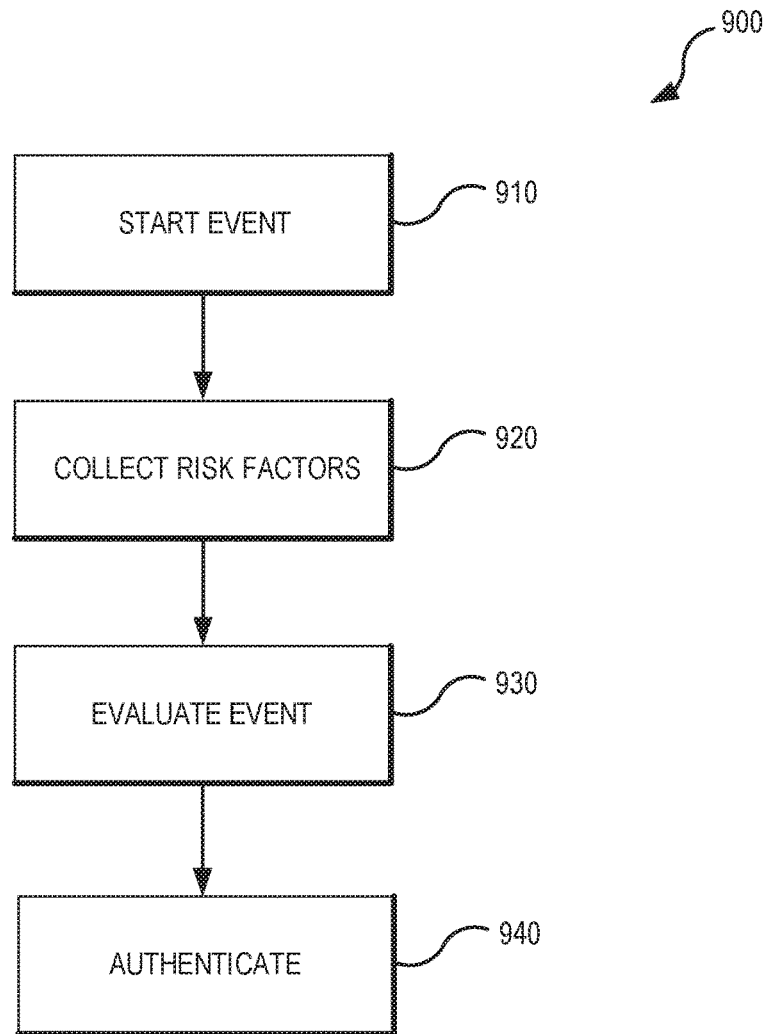 900
START EVENT
910
COLLECT RISK FACTORS
920
EVALUATE EVENT
930
AUTHENTICATE
940